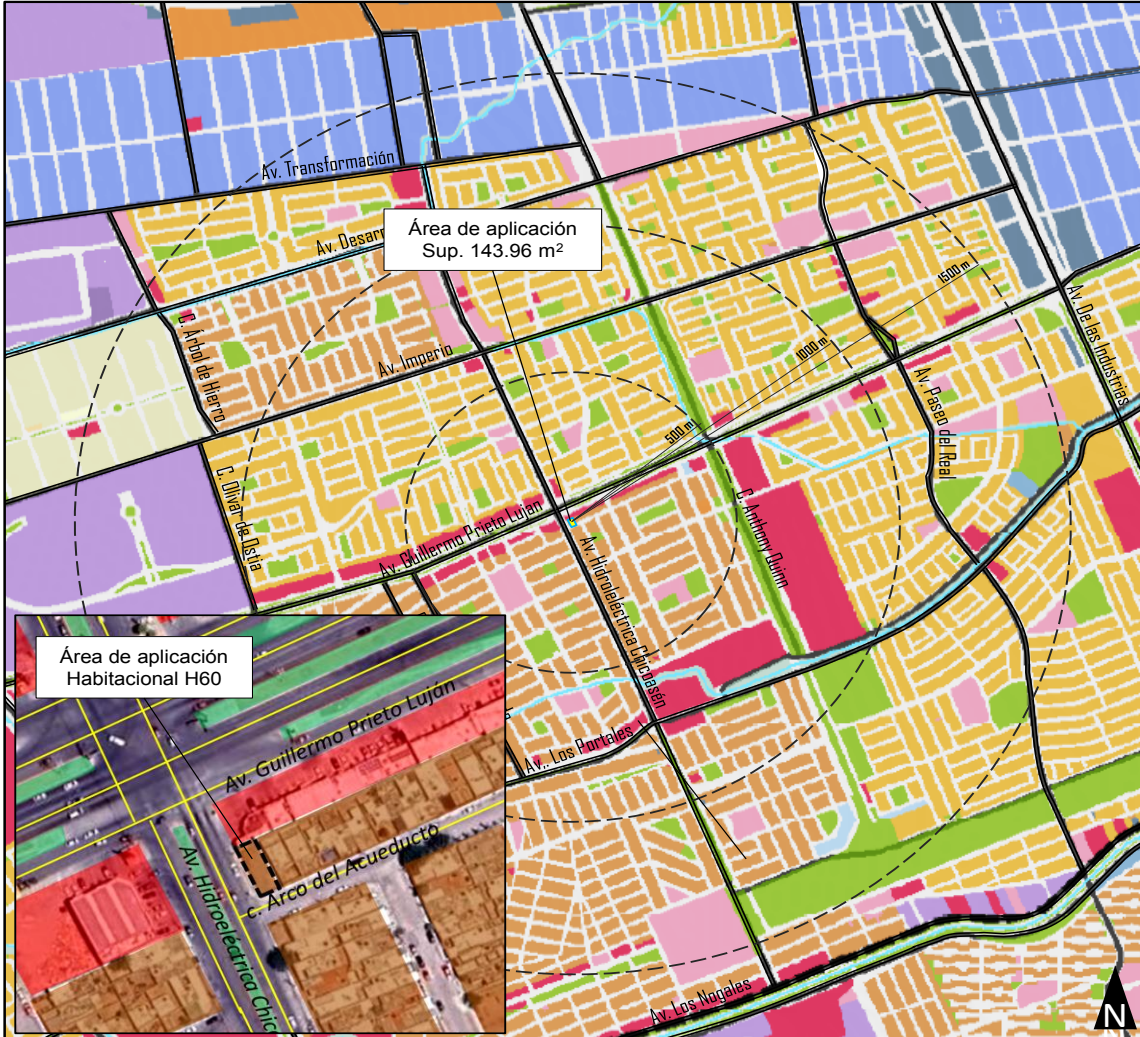 Av. Transformación
Área de aplicación
Sup. 143.96 m²
C. Árbol de Hierro
Av. Imperio
1500 m
1000 m
500 m
Av. De las Industrias
Av. Paseo del Real
C. Olivar de Ostia
Av. Guillermo Prieto Luján
C. Anthony Quinn
Av. Hidroeléctrica Chicoasén
Av.. Los Portales
Av. Los Nogales
Área de aplicación
Habitacional H60
Av. Guillermo Prieto Luján
c. Arco del Acueducto
Av. Hidroeléctrica Chic
N